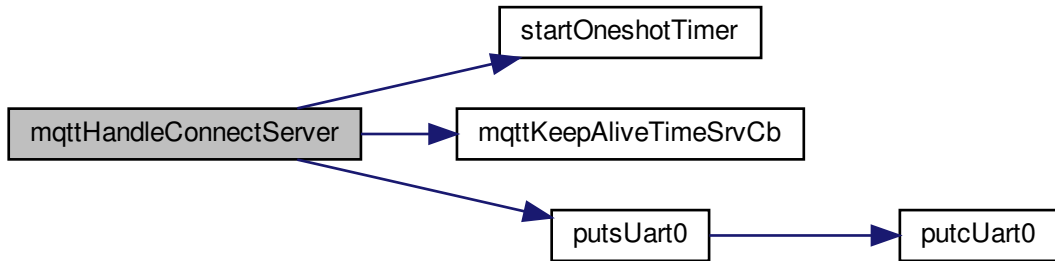 startOneshotTimer
mqttHandleConnectServer
mqttKeepAliveTimeSrvCb
putsUart0
putcUart0